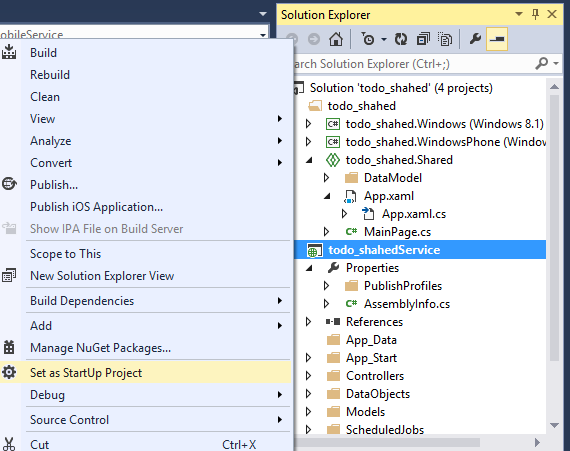 obileService
Build
Rebuild
Clean
View
Analyze
Convert
Publish...
Publish iOS Application...
Show IPA File on Build Server
Scope to This
New Solution Explorer View
Build Dependencies
Add
Manage NuGet Packages...
Set as StartUp Project
Debug
Source Control
Cut Ctrl+X
Solution Explorer
earch Solution Explorer (Ctrl+;)
Solution 'todo_shahed' (4 projects)
todo_shahed
C# todo_shahed.Windows (Windows 8.1)
C# todo_shahed.WindowsPhone (Window
todo_shahed.Shared
DataModel
App.xaml
App.xaml.cs
C# MainPage.cs
todo_shahedService
Properties
PublishProfiles
C# AssemblyInfo.cs
References
App_Data
App_Start
Controllers
DataObjects
Models
ScheduledJobs